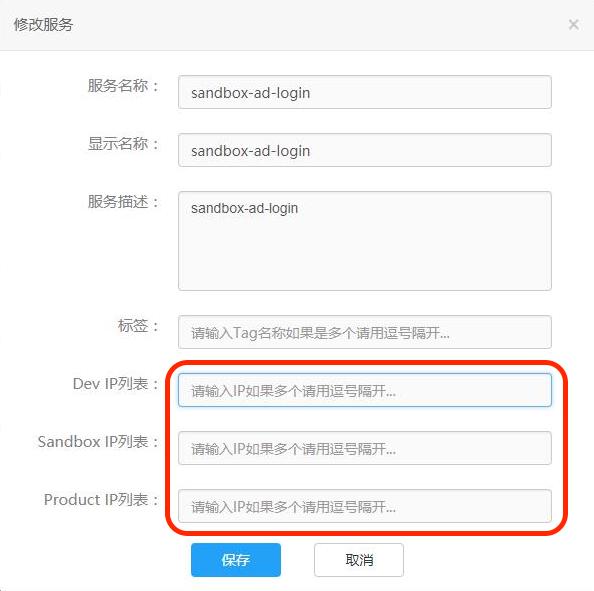 修改服务 ×
服务名称： sandbox-ad-login
显示名称： sandbox-ad-login
服务描述： sandbox-ad-login
标签： 请输入Tag名称如果是多个请用逗号隔开...
Dev IP列表： 请输入IP如果多个请用逗号隔开...
Sandbox IP列表： 请输入IP如果多个请用逗号隔开...
Product IP列表： 请输入IP如果多个请用逗号隔开...
保存 取消